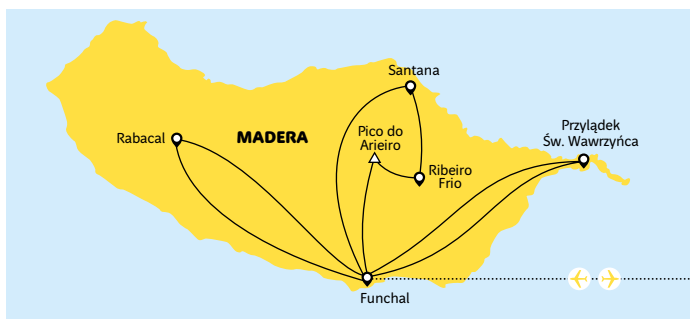 Santana
Przylądek
Św. Wawrzyńca
Rabacal
MADERA
Pico do
Arieiro
Ribeiro
Frio
Funchal